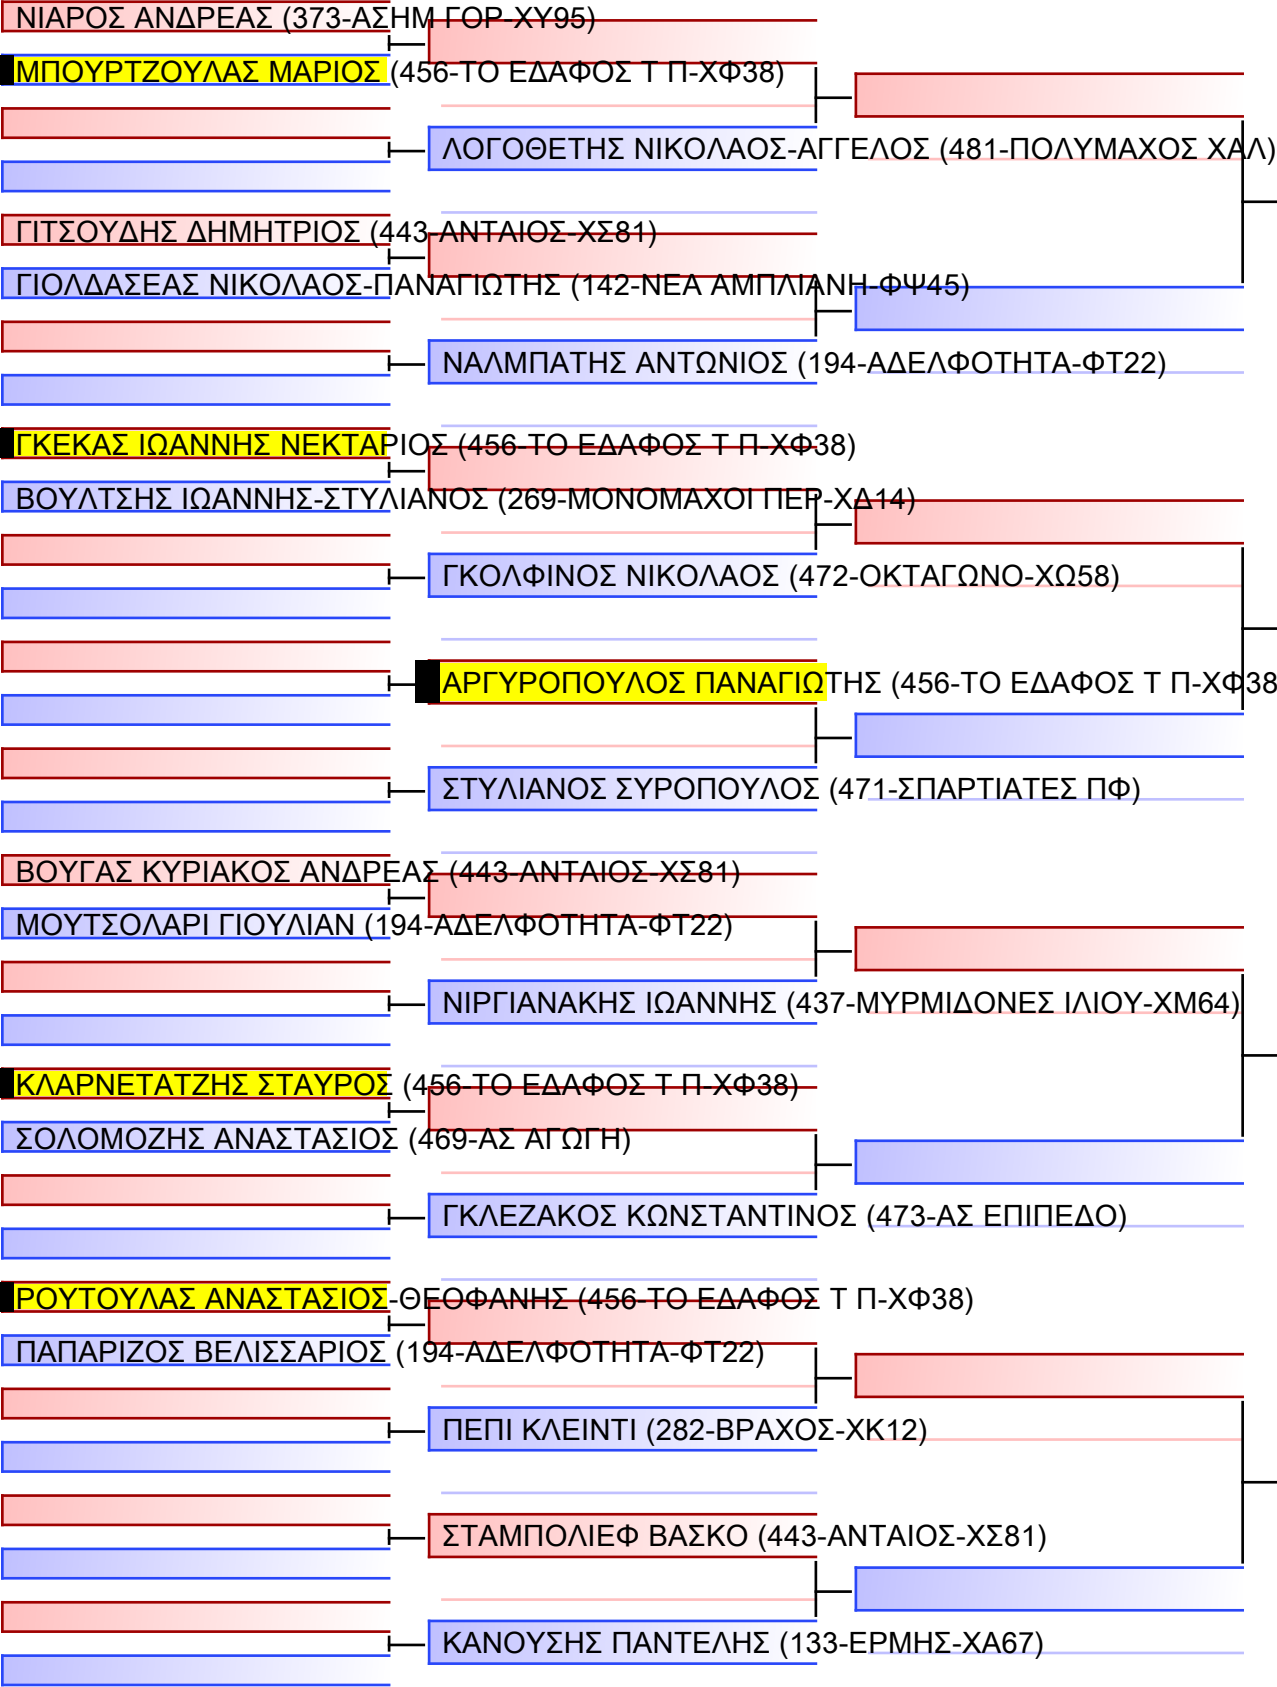 ΝΙΑΡΟΣ ΑΝΔΡΕΑΣ (373-ΑΣΗΜ ΓΟΡ-ΧΥ95)
ΜΠΟΥΡΤΖΟΥΛΑΣ ΜΑΡΙΟΣ (456-ΤΟ ΕΔΑΦΟΣ Τ Π-ΧΦ38)
ΛΟΓΟΘΕΤΗΣ ΝΙΚΟΛΑΟΣ-ΑΓΓΕΛΟΣ (481-ΠΟΛΥΜΑΧΟΣ ΧΑΛ)
ΓΙΤΣΟΥΔΗΣ ΔΗΜΗΤΡΙΟΣ (443-ΑΝΤΑΙΟΣ-ΧΣ81)
ΓΙΟΛΔΑΣΕΑΣ ΝΙΚΟΛΑΟΣ-ΠΑΝΑΓΙΩΤΗΣ (142-ΝΕΑ ΑΜΠΛΙΑΝΗ-ΦΨ45)
ΝΑΛΜΠΑΤΗΣ ΑΝΤΩΝΙΟΣ (194-ΑΔΕΛΦΟΤΗΤΑ-ΦΤ22)
ΓΚΕΚΑΣ ΙΩΑΝΝΗΣ ΝΕΚΤΑΡΙΟΣ (456-ΤΟ ΕΔΑΦΟΣ Τ Π-ΧΦ38)
ΒΟΥΛΤΣΗΣ ΙΩΑΝΝΗΣ-ΣΤΥΛΙΑΝΟΣ (269-ΜΟΝΟΜΑΧΟΙ ΠΕΡ-ΧΔ14)
ΓΚΟΛΦΙΝΟΣ ΝΙΚΟΛΑΟΣ (472-ΟΚΤΑΓΩΝΟ-ΧΩ58)
ΑΡΓΥΡΟΠΟΥΛΟΣ ΠΑΝΑΓΙΩΤΗΣ (456-ΤΟ ΕΔΑΦΟΣ Τ Π-ΧΦ38
ΣΤΥΛΙΑΝΟΣ ΣΥΡΟΠΟΥΛΟΣ (471-ΣΠΑΡΤΙΑΤΕΣ ΠΦ)
ΒΟΥΓΑΣ ΚΥΡΙΑΚΟΣ ΑΝΔΡΕΑΣ (443-ΑΝΤΑΙΟΣ-ΧΣ81)
ΜΟΥΤΣΟΛΑΡΙ ΓΙΟΥΛΙΑΝ (194-ΑΔΕΛΦΟΤΗΤΑ-ΦΤ22)
ΝΙΡΓΙΑΝΑΚΗΣ ΙΩΑΝΝΗΣ (437-ΜΥΡΜΙΔΟΝΕΣ ΙΛΙΟΥ-ΧΜ64)
ΚΛΑΡΝΕΤΑΤΖΗΣ ΣΤΑΥΡΟΣ (456-ΤΟ ΕΔΑΦΟΣ Τ Π-ΧΦ38)
ΣΟΛΟΜΟΖΗΣ ΑΝΑΣΤΑΣΙΟΣ (469-ΑΣ ΑΓΩΓΗ)
ΓΚΛΕΖΑΚΟΣ ΚΩΝΣΤΑΝΤΙΝΟΣ (473-ΑΣ ΕΠΙΠΕΔΟ)
ΡΟΥΤΟΥΛΑΣ ΑΝΑΣΤΑΣΙΟΣ-ΘΕΟΦΑΝΗΣ (456-ΤΟ ΕΔΑΦΟΣ Τ Π-ΧΦ38)
ΠΑΠΑΡΙΖΟΣ ΒΕΛΙΣΣΑΡΙΟΣ (194-ΑΔΕΛΦΟΤΗΤΑ-ΦΤ22)
ΠΕΠΙ ΚΛΕΙΝΤΙ (282-ΒΡΑΧΟΣ-ΧΚ12)
ΣΤΑΜΠΟΛΙΕΦ ΒΑΣΚΟ (443-ΑΝΤΑΙΟΣ-ΧΣ81)
ΚΑΝΟΥΣΗΣ ΠΑΝΤΕΛΗΣ (133-ΕΡΜΗΣ-ΧΑ67)